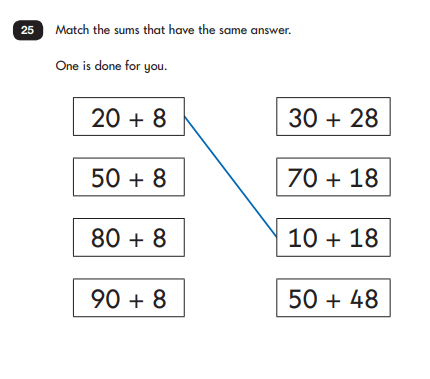 25 Match the sums that have the same answer.
One is done for you.
20 + 8 30 + 28
50 + 8 70 + 18
80 + 8 10 + 18
90 + 8 50 + 48